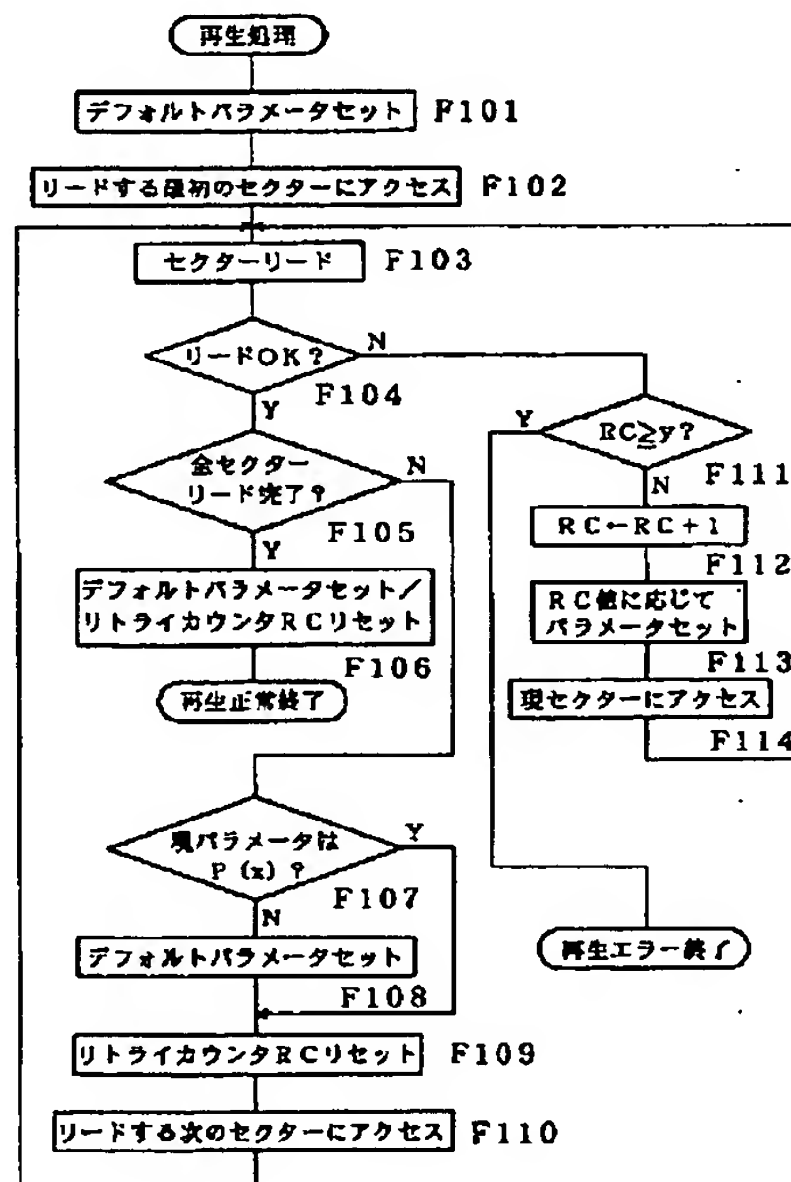 再生処理
デフォルトパラメータセット F101
リードする最初のセクターにアクセス F102
セクターリード F103
リードOK? N
F104
Y
Y RC≧y?
F111
N
全セクター
リード完了? N
F105
Y
RC←RC+1
F112
デフォルトパラメータセット/
リトライカウンタRCリセット
F106
RC値に応じて
パラメータセット
F113
再生正常終了
現セクターにアクセス
F114
現パラメータは
P(x)? Y
F107
N
デフォルトパラメータセット
F108
再生エラー終了
リトライカウンタRCリセット F109
リードする次のセクターにアクセス F110